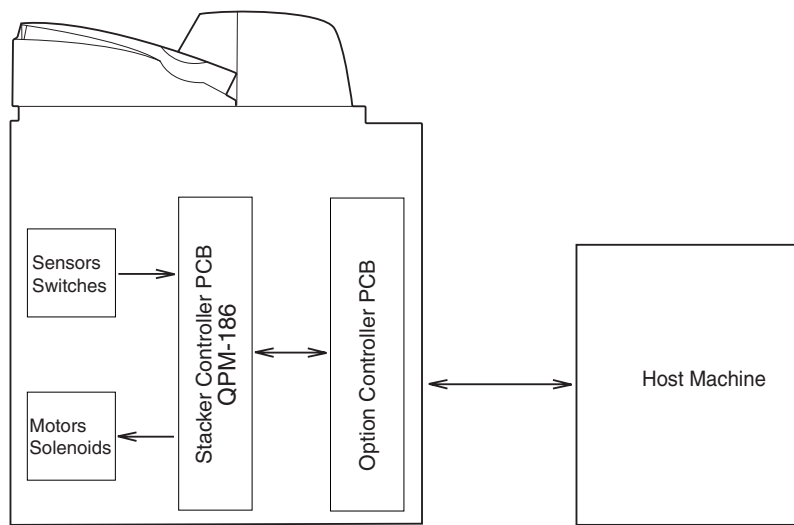 Sensors
Switches
Motors
Solenoids
Stacker Controller PCB
QPM-186
Option Controller PCB
Host Machine